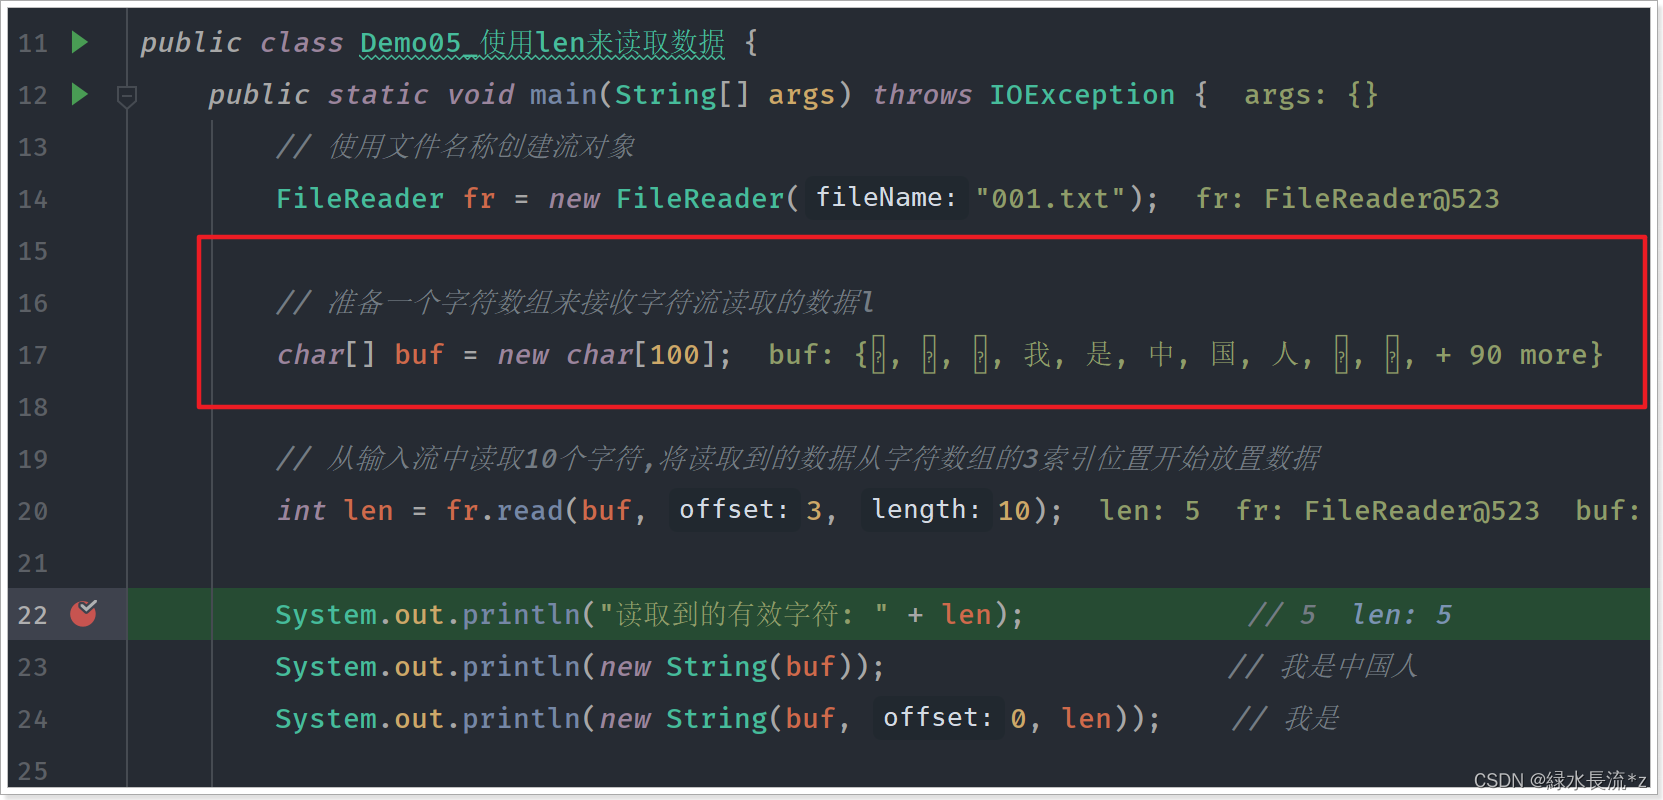 11 public class Demo05_使用len来读取数据 {
12 public static void main(String[] args) throws IOException { args: {}
13 // 使用文件名称创建流对象
14 FileReader fr = new FileReader( fileName: "001.txt"); fr: FileReader@523
15
16 // 准备一个字符数组来接收字符流读取的数据l
17 char[] buf = new char[100]; buf: {�, �, �, 我, 是, 中, 国, 人, �, �, + 90 more}
18
19 // 从输入流中读取10个字符,将读取到的数据从字符数组的3索引位置开始放置数据
20 int len = fr.read(buf, offset: 3, length: 10); len: 5 fr: FileReader@523 buf:
21
22 System.out.println("读取到的有效字符: " + len); // 5 len: 5
23 System.out.println(new String(buf)); // 我是中国人
24 System.out.println(new String(buf, offset: 0, len)); // 我是
25
CSDN @緑水長流*z